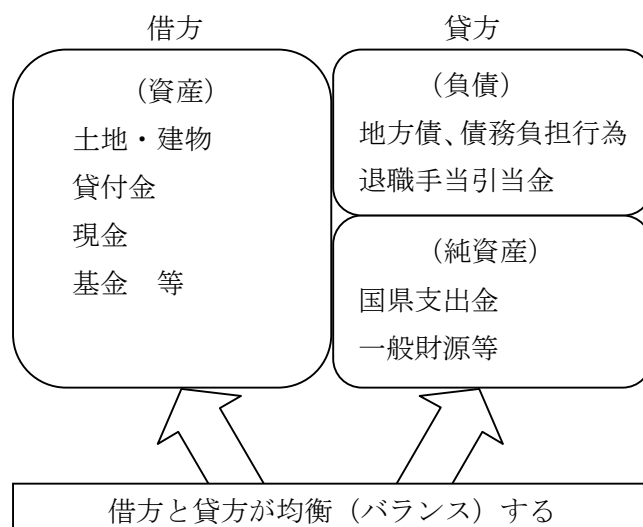 借方
貸方
（資産）
土地・建物
貸付金
現金
基金　等
（負債）
地方債、債務負担行為
退職手当引当金
（純資産）
国県支出金
一般財源等
借方と貸方が均衡（バランス）する